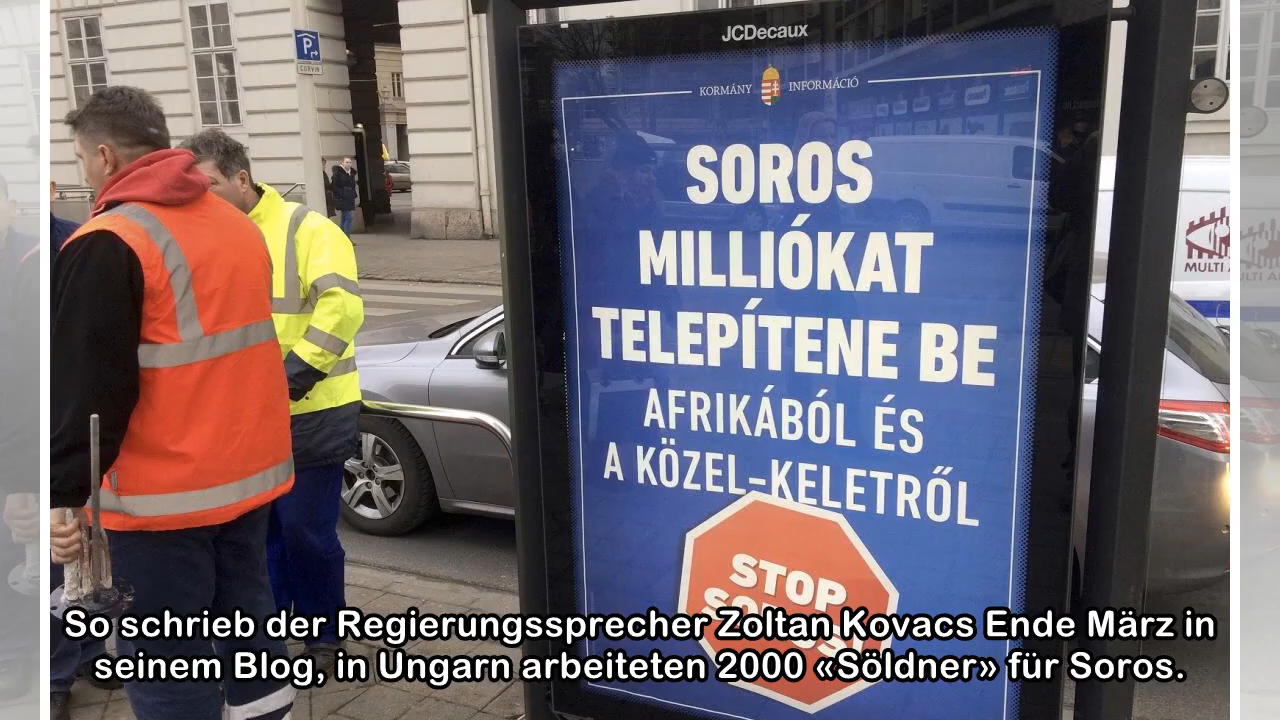 JCDecaux
P
CORVIN
KORMÁNY INFORMÁCIÓ
SOROS
MILLIÓKAT
TELEPÍTENE BE
AFRIKÁBÓL ÉS
A KÖZEL-KELETRŐL
STOP
SOROS
MULTI
So schrieb der Regierungssprecher Zoltan Kovacs Ende März in
seinem Blog, in Ungarn arbeiteten 2000 «Söldner» für Soros.